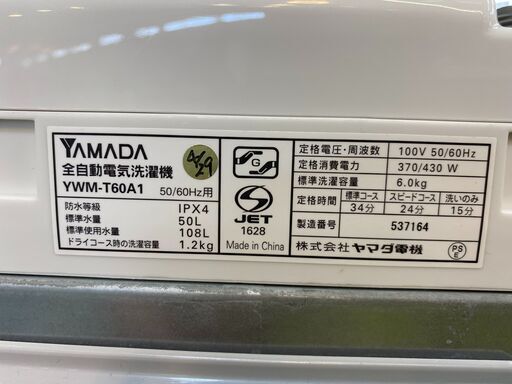 YAMADA
全自動電気洗濯機
YWM-T60A1 50/60Hz用
防水等級 IPX4
標準水量 50L
標準使用水量 108L
ドライコース時の洗濯容量 1.2kg
4/29
G
JET
1628
Made in China
定格電圧・周波数 100V 50/60Hz
定格消費電力 370/430 W
標準洗濯容量 6.0kg
定格時間 標準コース スピードコース 洗いのみ
34分 24分 15分
製造番号 537164
株式会社 ヤマダ電機 PSE